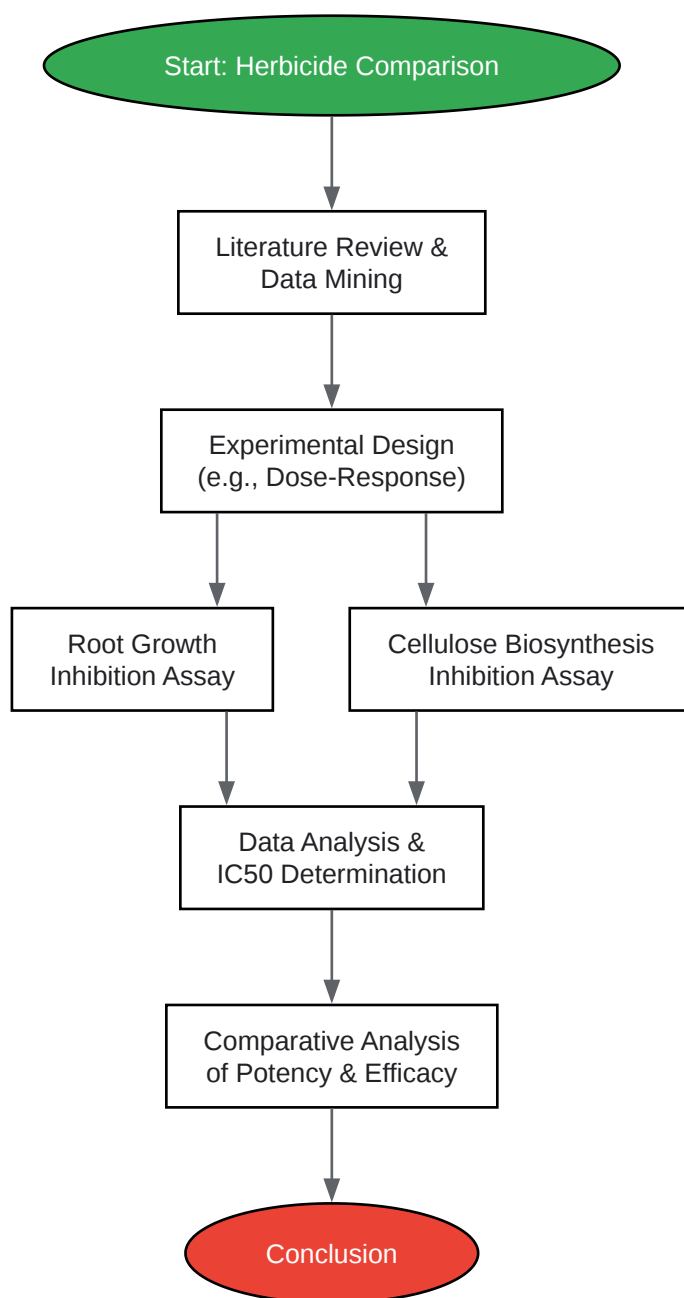 Start: Herbicide Comparison
Literature Review &
Data Mining
Experimental Design
(e.g., Dose-Response)
Root Growth
Inhibition Assay
Cellulose Biosynthesis
Inhibition Assay
Data Analysis &
IC50 Determination
Comparative Analysis
of Potency & Efficacy
Conclusion